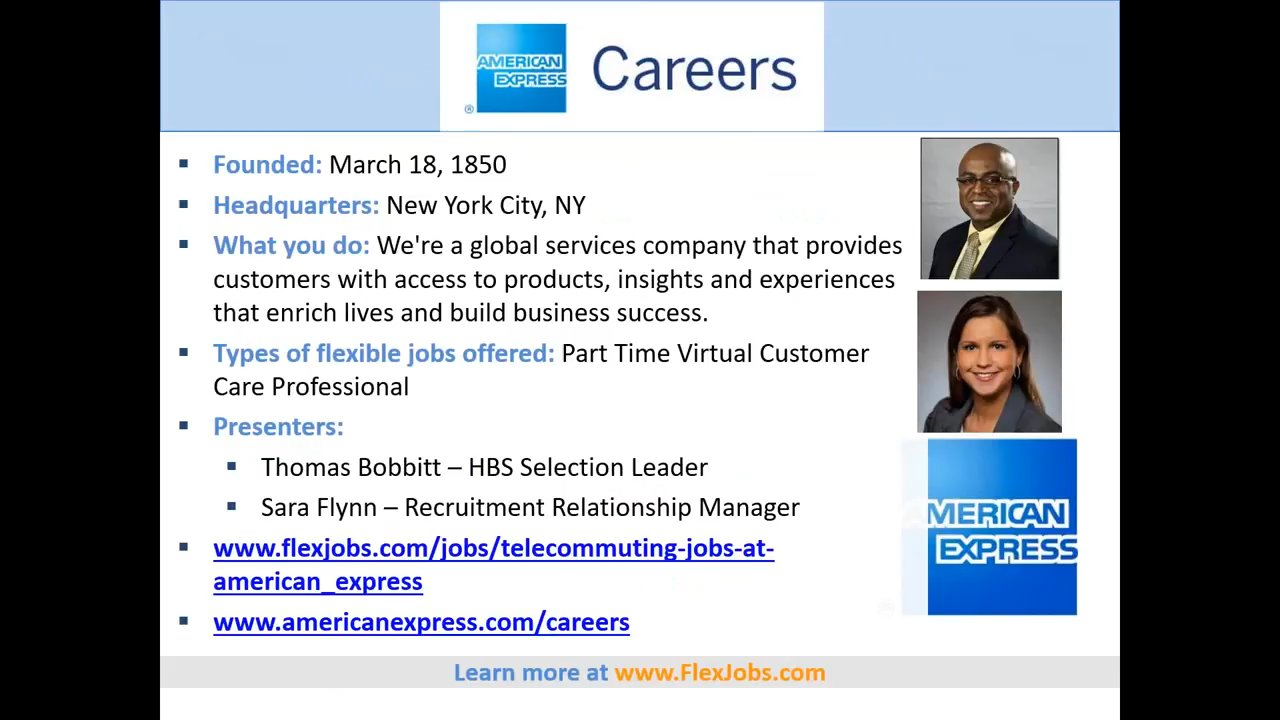 AMERICAN
EXPRESS
®
Careers
Founded: March 18, 1850
Headquarters: New York City, NY
What you do: We're a global services company that provides
customers with access to products, insights and experiences
that enrich lives and build business success.
Types of flexible jobs offered: Part Time Virtual Customer
Care Professional
Presenters:
Thomas Bobbitt – HBS Selection Leader
Sara Flynn – Recruitment Relationship Manager
www.flexjobs.com/jobs/telecommuting-jobs-at-
american_express
www.americanexpress.com/careers
AMERICAN
EXPRESS
Learn more at www.FlexJobs.com